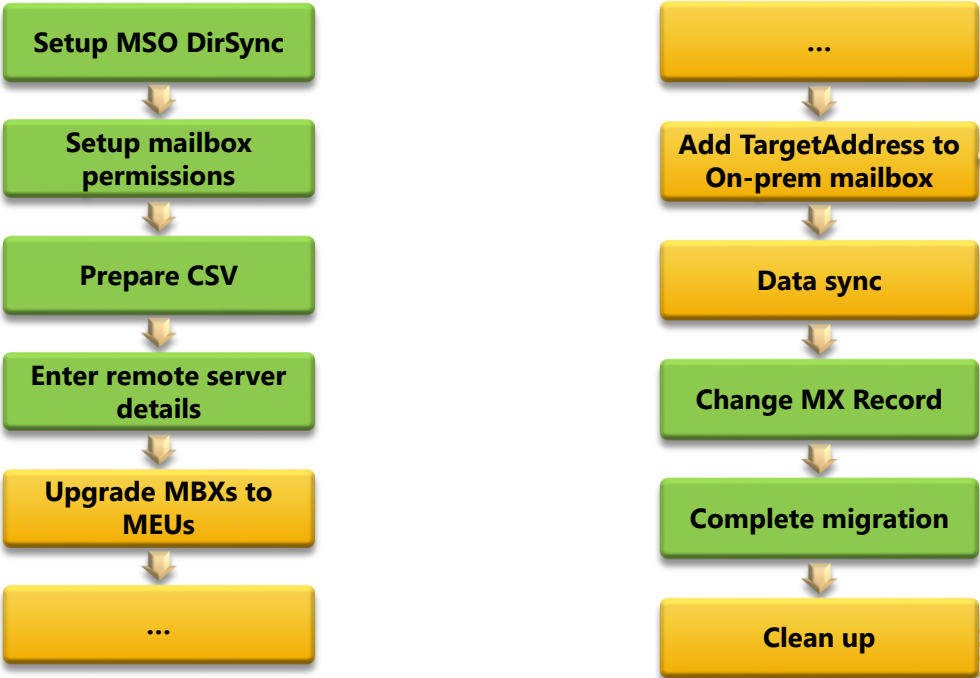 Setup MSO DirSync
Setup mailbox
permissions
Prepare CSV
Enter remote server
details
Upgrade MBXs to
MEUs
...
...
Add TargetAddress to
On-prem mailbox
Data sync
Change MX Record
Complete migration
Clean up